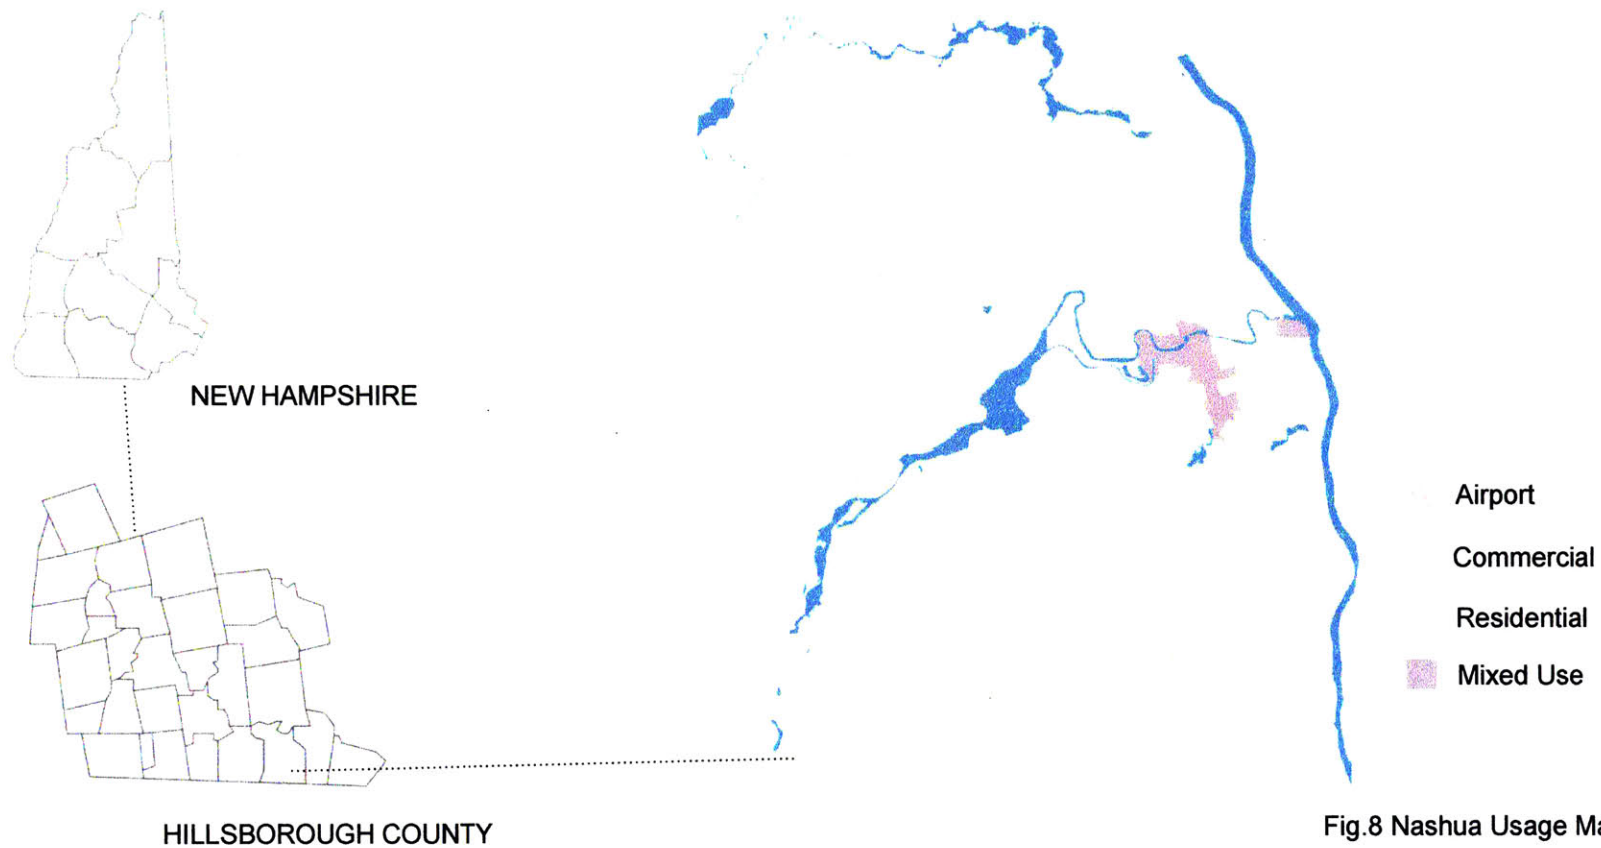 NEW HAMPSHIRE
Airport
Commercial
Residential
Mixed Use
HILLSBOROUGH COUNTY
Fig.8 Nashua Usage Ma